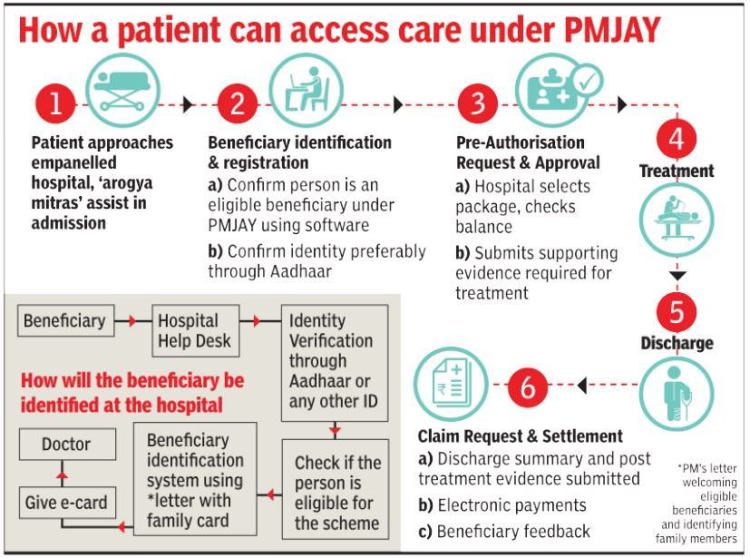 How a patient can access care under PMJAY
1
Patient approaches
empanelled
hospital, ‘arogya
mitras’ assist in
admission
2
Beneficiary identification
& registration
a) Confirm person is an
eligible beneficiary under
PMJAY using software
b) Confirm identity preferably
through Aadhaar
3
Pre-Authorisation
Request & Approval
a) Hospital selects
package, checks
balance
b) Submits supporting
evidence required for
treatment
4
Treatment
5
Discharge
6
₹
Claim Request & Settlement
a) Discharge summary and post
treatment evidence submitted
b) Electronic payments
c) Beneficiary feedback
*PM's letter
welcoming
eligible
beneficiaries
and identifying
family members
How will the beneficiary be
identified at the hospital
Beneficiary
Hospital
Help Desk
Identity
Verification
through
Aadhaar or
any other ID
Check if the
person is
eligible for
the scheme
Beneficiary
identification
system using
*letter with
family card
Give e-card
Doctor